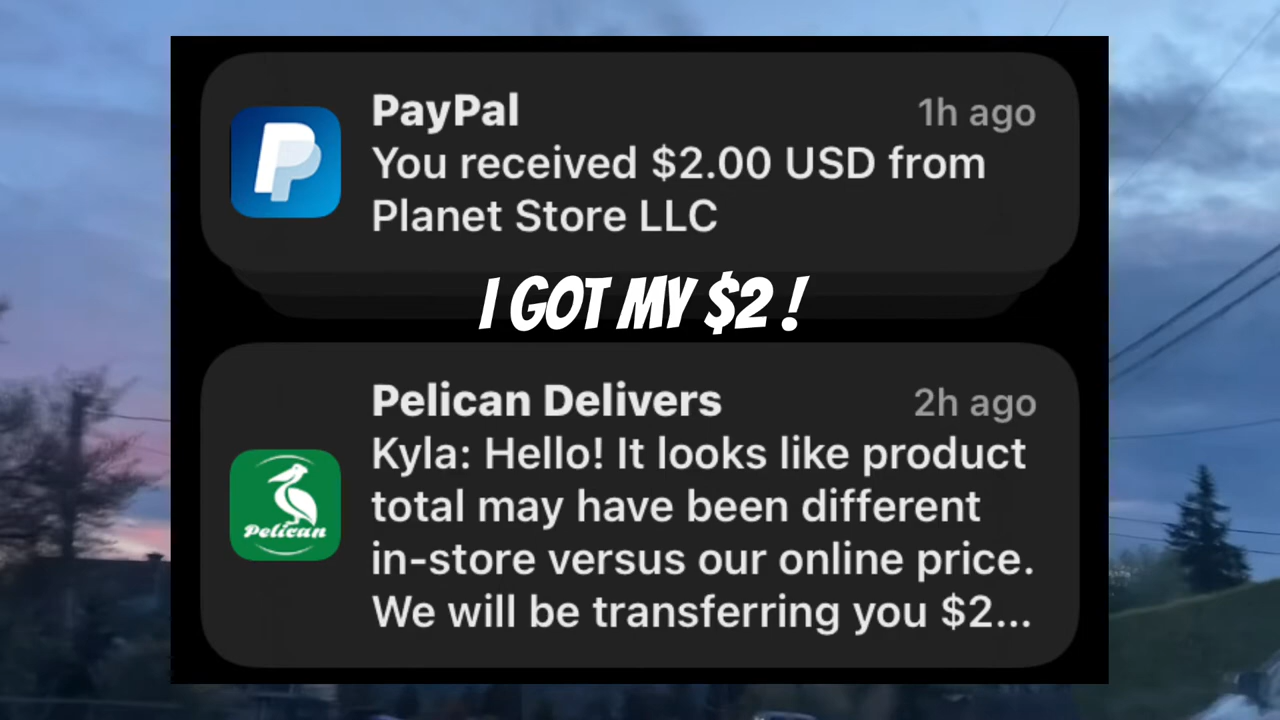 PayPal
1h ago
You received $2.00 USD from
Planet Store LLC
I GOT MY $2!
Pelican Delivers
2h ago
Kyla: Hello! It looks like product
total may have been different
in-store versus our online price.
We will be transferring you $2...
Pelican